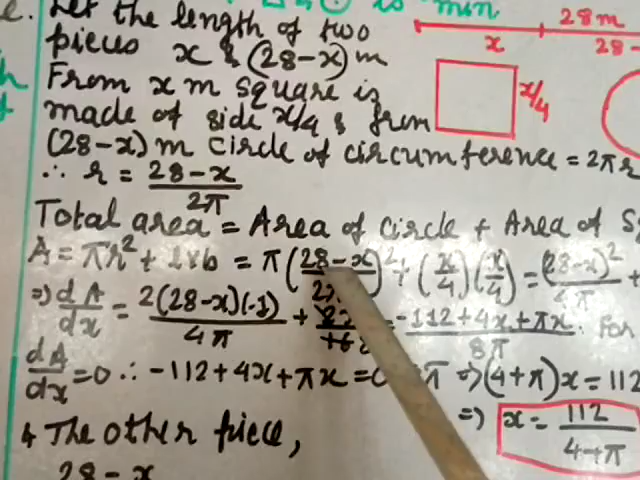 e. Let the length of two
28m
pieces x & (28-x) m
x 28-
From x m square is
made of side x/4 & from
x/4
(28-x) m circle of circumference = 2πr
∴ r = 28-x / 2π
Total area = Area of circle + Area of S
A = πr² + l×b = π (28-x / 2π)² + (x/4)(x/4) = (28-x)² +
⇒ dA/dx = 2(28-x)(-1) / 4π + = -112+4x+πx / 8π For
dA/dx = 0 ∴ -112+4x+πx = π ⇒ (4+π)x = 112
⇒ x = 112 / 4+π
& The other piece,
28-x